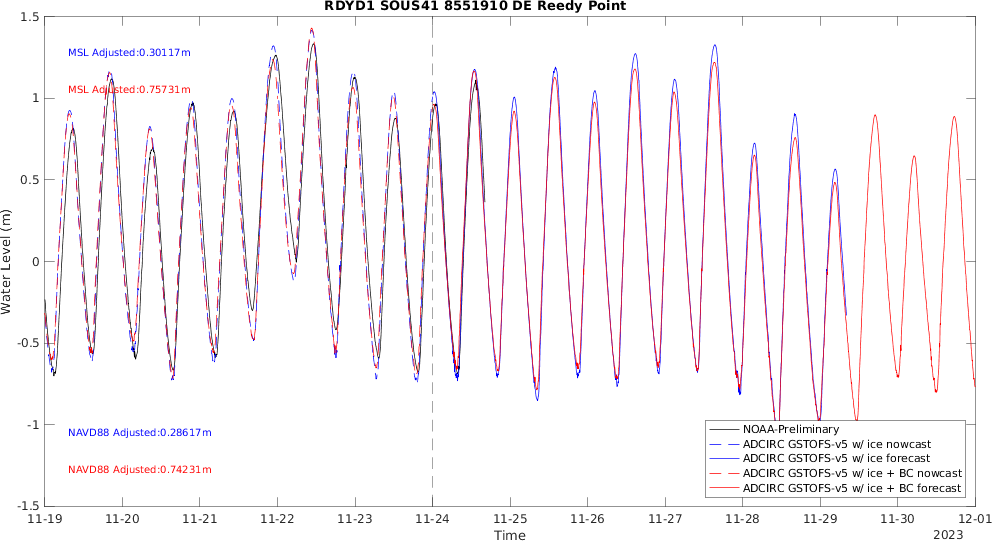 RDYD1 SOUS41 8551910 DE Reedy Point
1.5
MSL Adjusted:0.30117m
MSL Adjusted:0.75731m
1
0.5
0
-0.5
-1
-1.5
Water Level (m)
NAVD88 Adjusted:0.28617m
NAVD88 Adjusted:0.74231m
NOAA-Preliminary
ADCIRC GSTOFS-v5 w/ ice nowcast
ADCIRC GSTOFS-v5 w/ ice forecast
ADCIRC GSTOFS-v5 w/ ice + BC nowcast
ADCIRC GSTOFS-v5 w/ ice + BC forecast
11-19 11-20 11-21 11-22 11-23 11-24 11-25 11-26 11-27 11-28 11-29 11-30 12-01
Time
2023